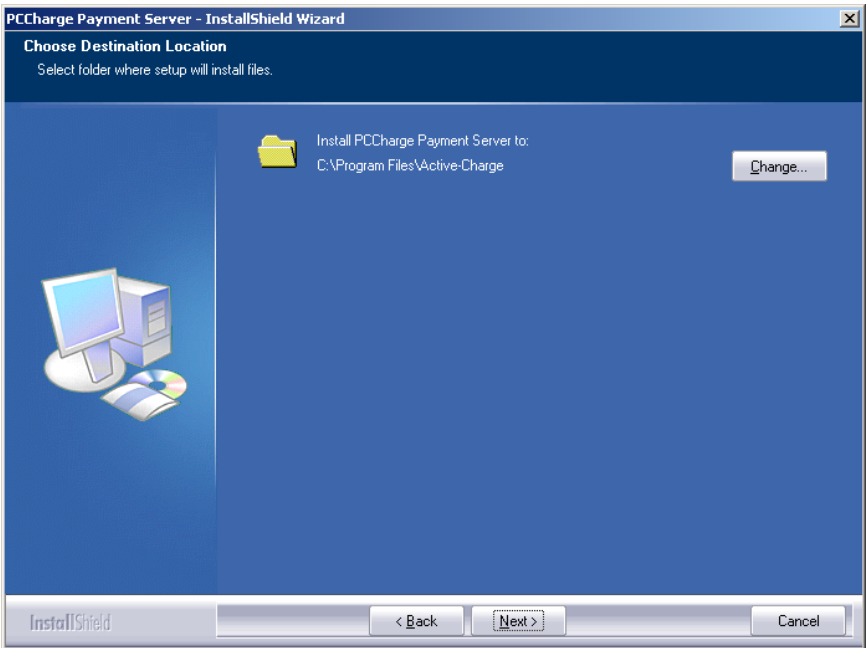 PCCharge Payment Server - InstallShield Wizard
Choose Destination Location
Select folder where setup will install files.
Install PCCharge Payment Server to:
C:\Program Files\Active-Charge
Change...
InstallShield
< Back
Next >
Cancel